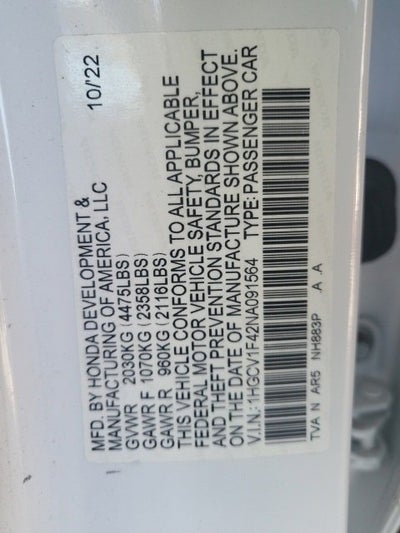 MFD. BY HONDA DEVELOPMENT & 10/'22
MANUFACTURING OF AMERICA, LLC
GVWR 2030KG (4475LBS)
GAWR F 1070KG (2358LBS)
GAWR R 960KG (2116LBS)
THIS VEHICLE CONFORMS TO ALL APPLICABLE
FEDERAL MOTOR VEHICLE SAFETY, BUMPER,
AND THEFT PREVENTION STANDARDS IN EFFECT
ON THE DATE OF MANUFACTURE SHOWN ABOVE.
V.I.N.: 1HGCV1F42NA091564 TYPE: PASSENGER CAR
TVA N AR5 NH883P .A .A